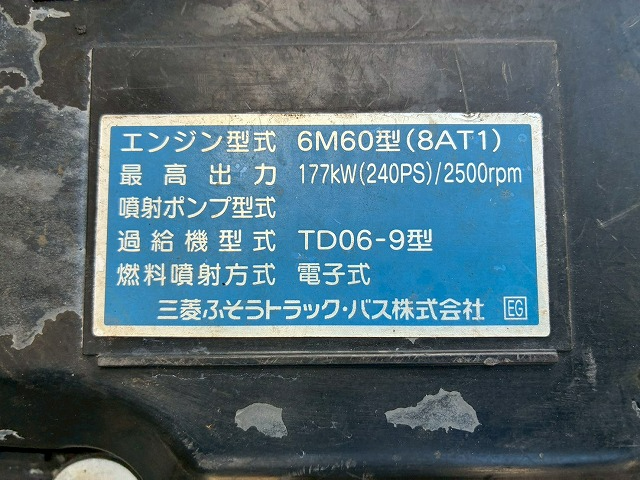 エンジン型式 6M60型(8AT1)
最高出力 177kW(240PS)/2500rpm
噴射ポンプ型式
過給機型式 TD06-9型
燃料噴射方式 電子式
三菱ふそうトラック・バス株式会社 EG